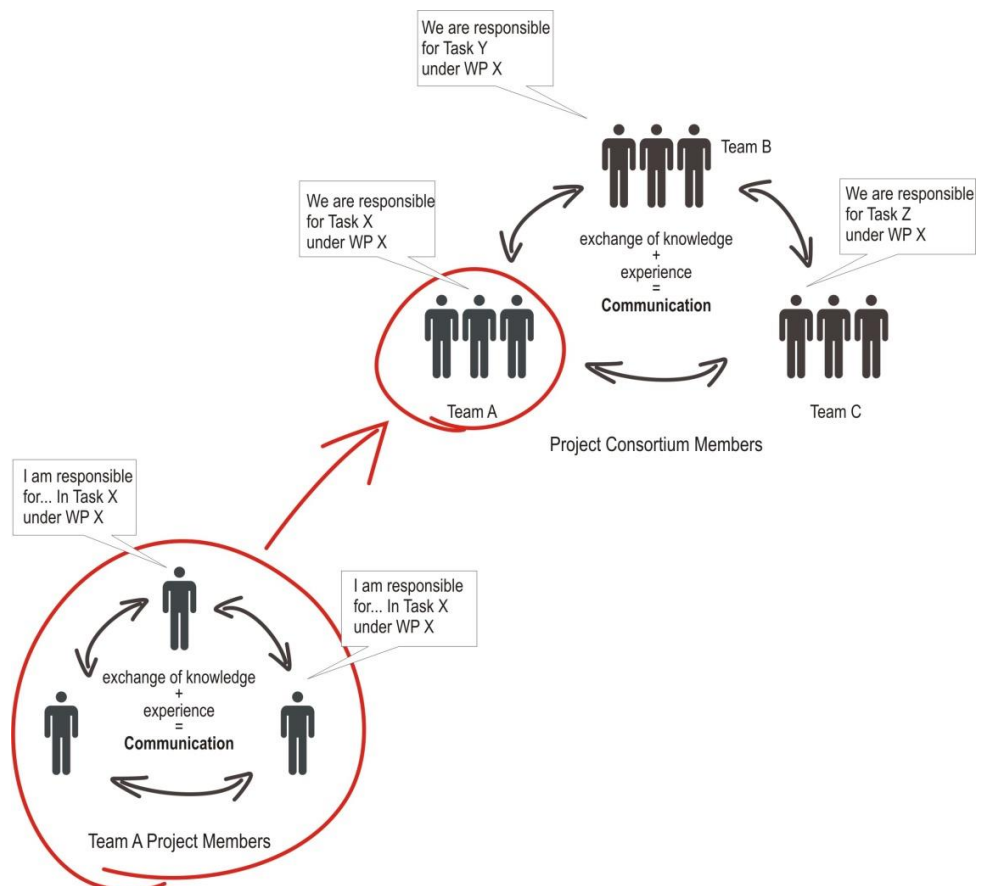 We are responsible
for Task Y
under WP X
Team B
We are responsible
for Task X
under WP X
We are responsible
for Task Z
under WP X
exchange of knowledge
+
experience
=
Communication
Team A
Team C
Project Consortium Members
I am responsible
for... In Task X
under WP X
I am responsible
for... In Task X
under WP X
exchange of knowledge
+
experience
=
Communication
Team A Project Members